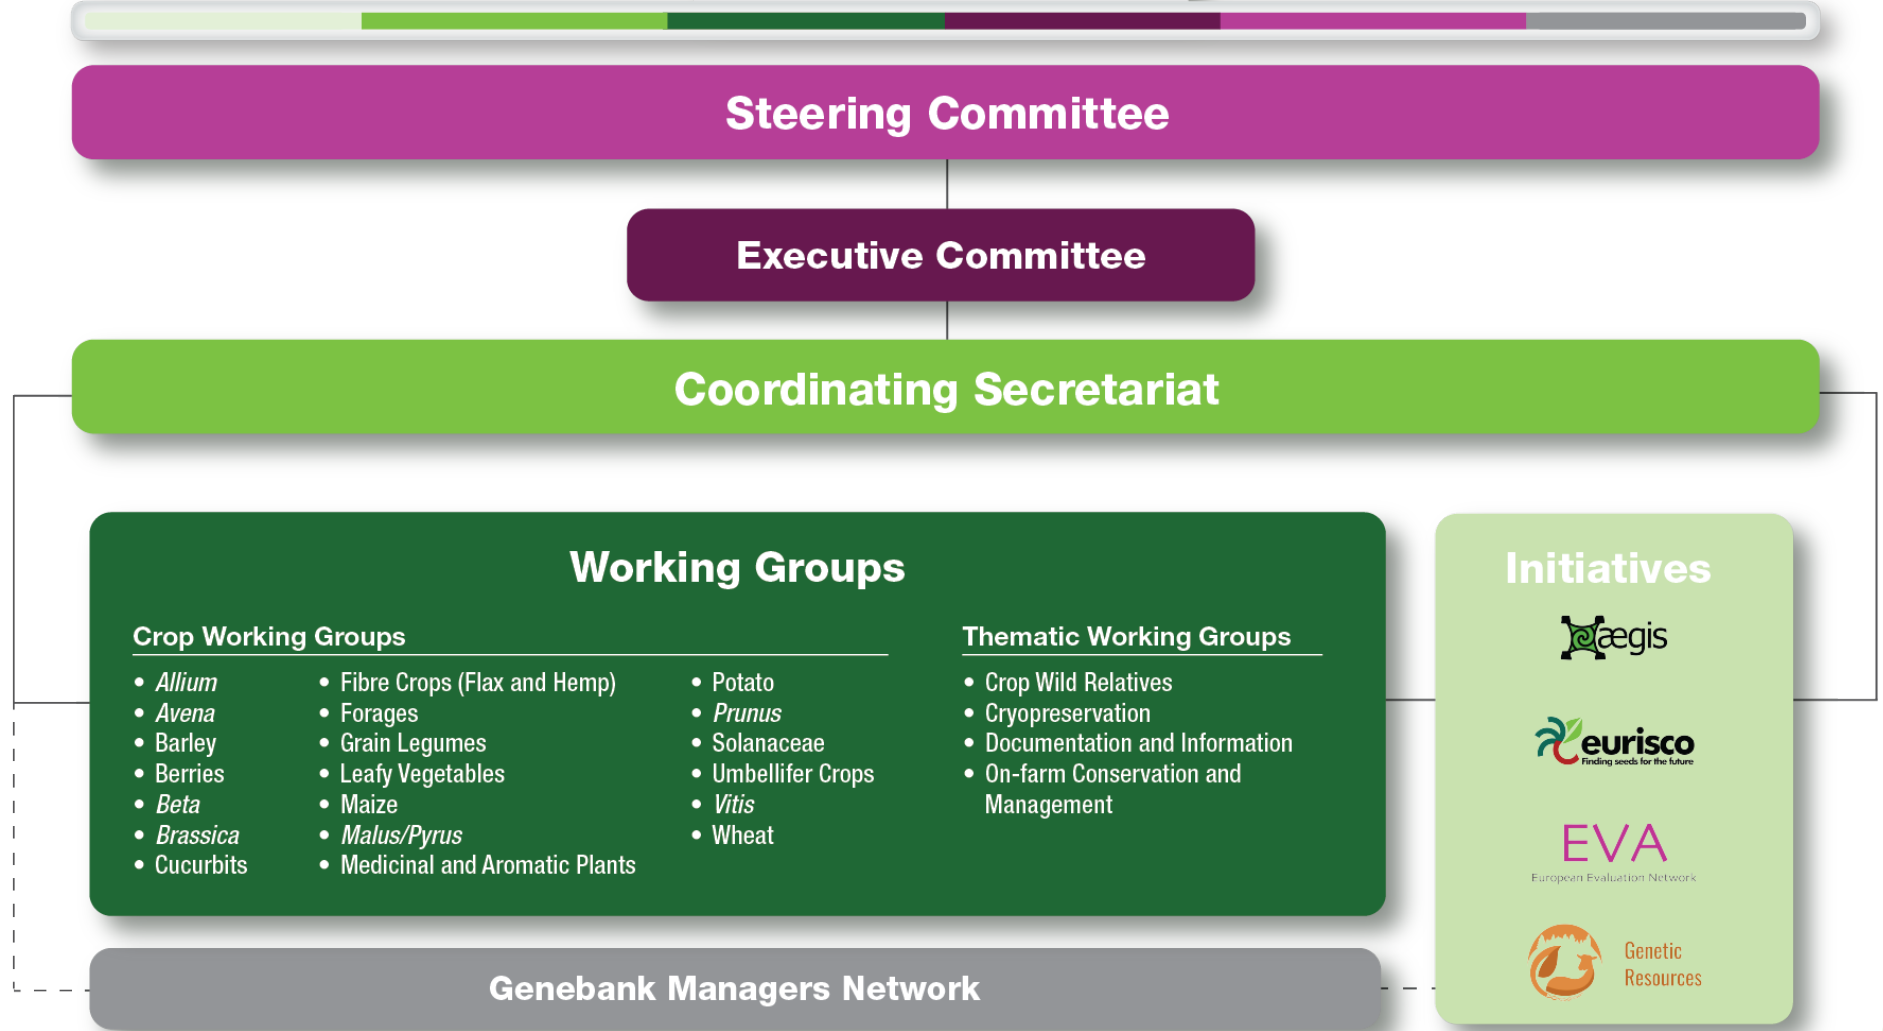 Steering Committee
Executive Committee
Coordinating Secretariat
Working Groups
Crop Working Groups
• Allium
• Avena
• Barley
• Berries
• Beta
• Brassica
• Cucurbits
• Fibre Crops (Flax and Hemp)
• Forages
• Grain Legumes
• Leafy Vegetables
• Maize
• Malus/Pyrus
• Medicinal and Aromatic Plants
• Potato
• Prunus
• Solanaceae
• Umbellifer Crops
• Vitis
• Wheat
Thematic Working Groups
• Crop Wild Relatives
• Cryopreservation
• Documentation and Information
• On-farm Conservation and
Management
Initiatives
ægis
eurisco
Finding seeds for the future
EVA
European Evaluation Network
Genetic
Resources
Genebank Managers Network